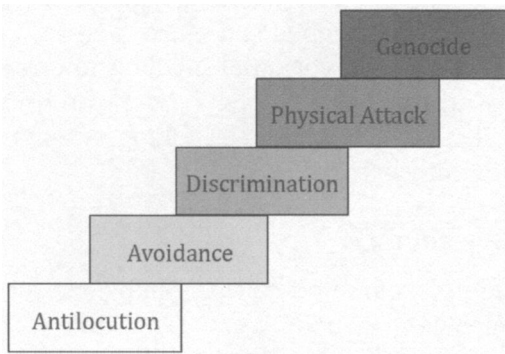 Genocide
Physical Attack
Discrimination
Avoidance
Antilocution